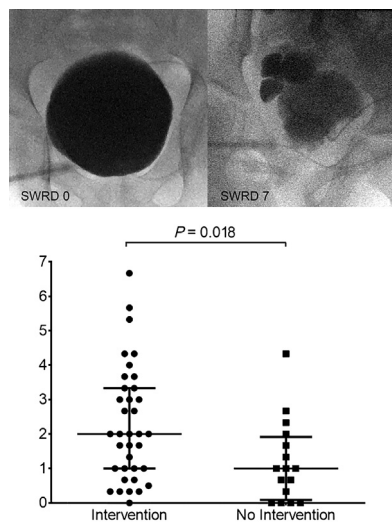 SWRD 0
SWRD 7
P = 0.018
7
6
5
4
3
2
1
0
Intervention
No Intervention